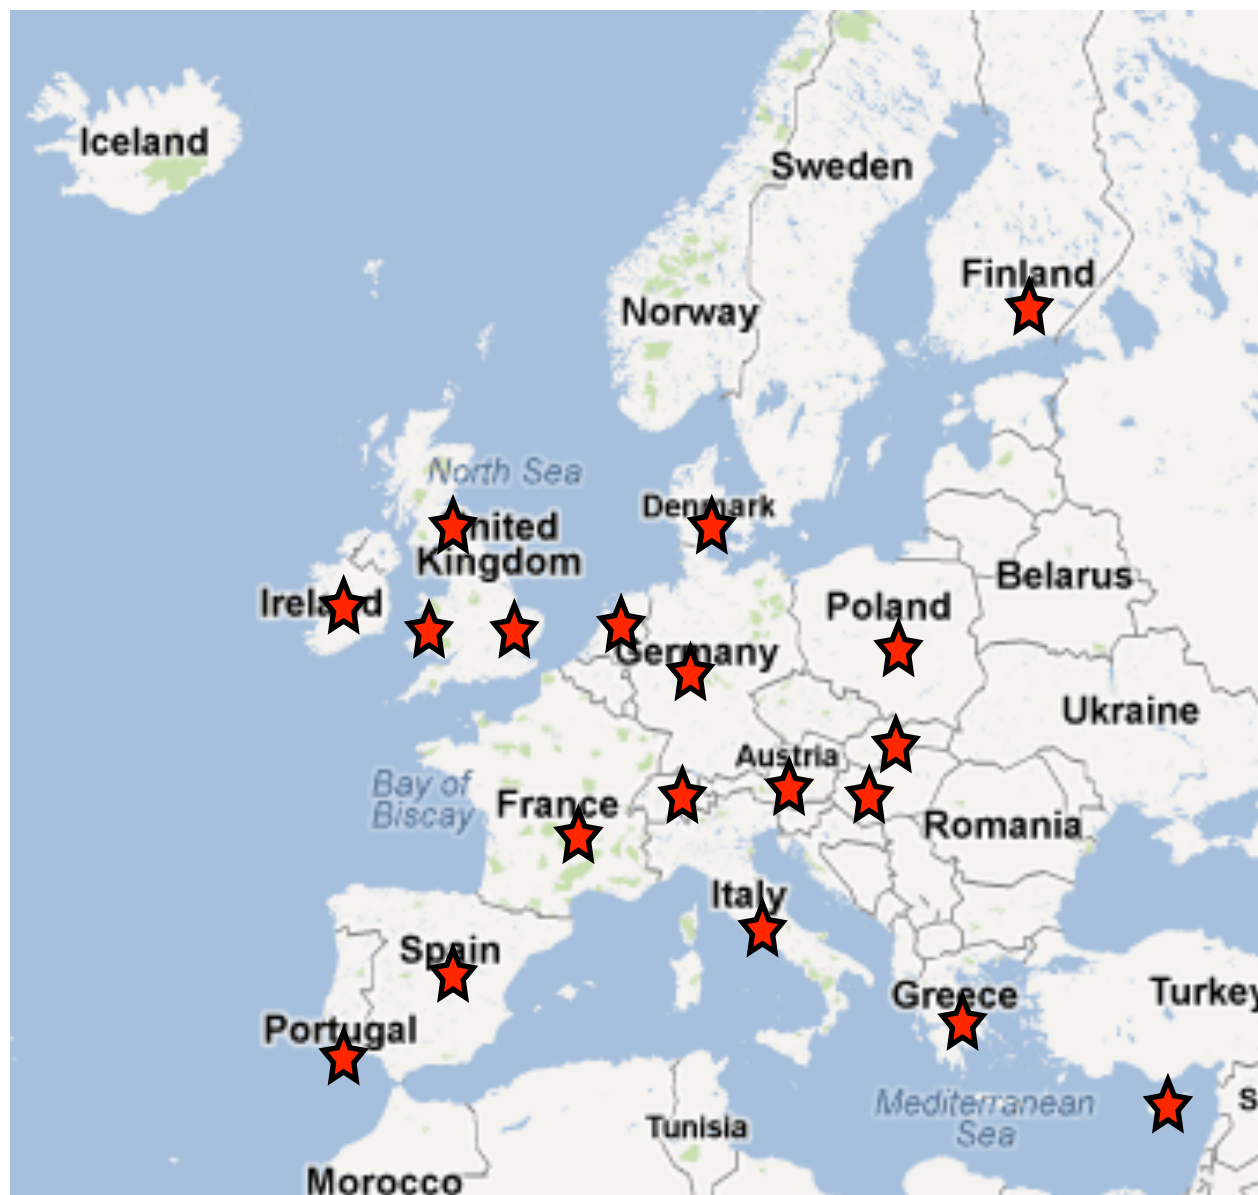 Iceland
Sweden
Finland
Norway
North Sea
Denmark
United
Kingdom
Belarus
Ireland
Poland
Germany
Ukraine
Austria
Bay of
Biscay
France
Romania
Italy
Spain
Greece
Turkey
Portugal
Mediterranean
Sea
S
Tunisia
Morocco